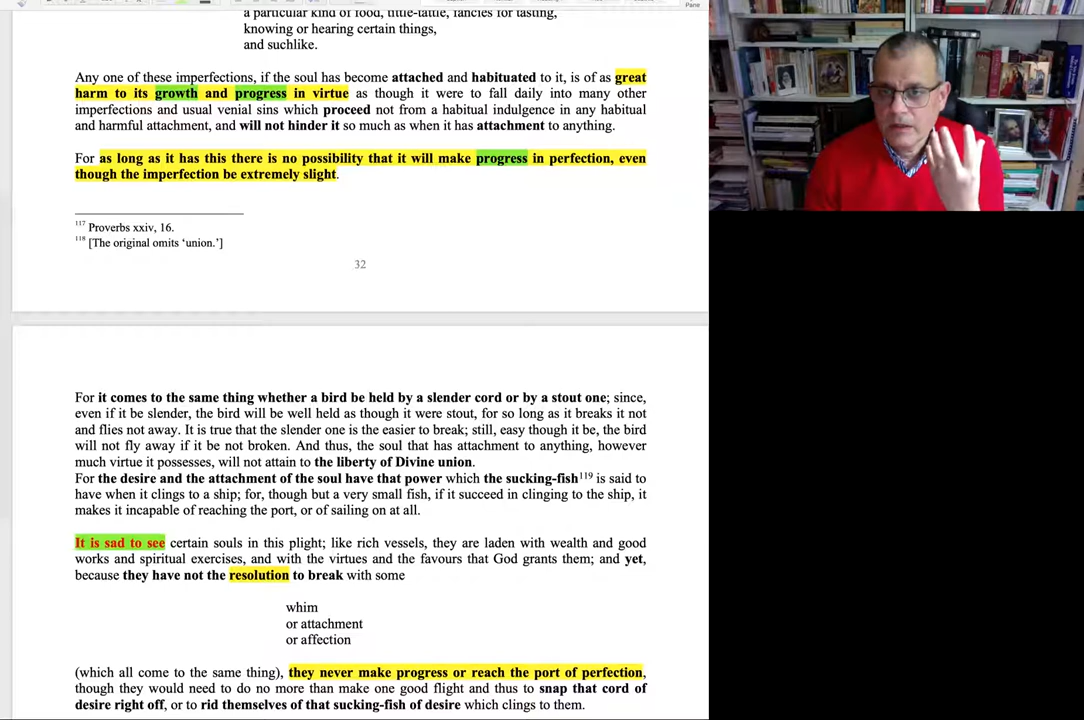 Pane
a particular kind of food, tittle-tattle, fancies for tasting,
knowing or hearing certain things,
and suchlike.
Any one of these imperfections, if the soul has become attached and habituated to it, is of as great
harm to its growth and progress in virtue as though it were to fall daily into many other
imperfections and usual venial sins which proceed not from a habitual indulgence in any habitual
and harmful attachment, and will not hinder it so much as when it has attachment to anything.
For as long as it has this there is no possibility that it will make progress in perfection, even
though the imperfection be extremely slight.
117 Proverbs xxiv, 16.
118 [The original omits ‘union.’]
32
For it comes to the same thing whether a bird be held by a slender cord or by a stout one; since,
even if it be slender, the bird will be well held as though it were stout, for so long as it breaks it not
and flies not away. It is true that the slender one is the easier to break; still, easy though it be, the bird
will not fly away if it be not broken. And thus, the soul that has attachment to anything, however
much virtue it possesses, will not attain to the liberty of Divine union.
For the desire and the attachment of the soul have that power which the sucking-fish119 is said to
have when it clings to a ship; for, though but a very small fish, if it succeed in clinging to the ship, it
makes it incapable of reaching the port, or of sailing on at all.
It is sad to see certain souls in this plight; like rich vessels, they are laden with wealth and good
works and spiritual exercises, and with the virtues and the favours that God grants them; and yet,
because they have not the resolution to break with some
whim
or attachment
or affection
(which all come to the same thing), they never make progress or reach the port of perfection,
though they would need to do no more than make one good flight and thus to snap that cord of
desire right off, or to rid themselves of that sucking-fish of desire which clings to them.